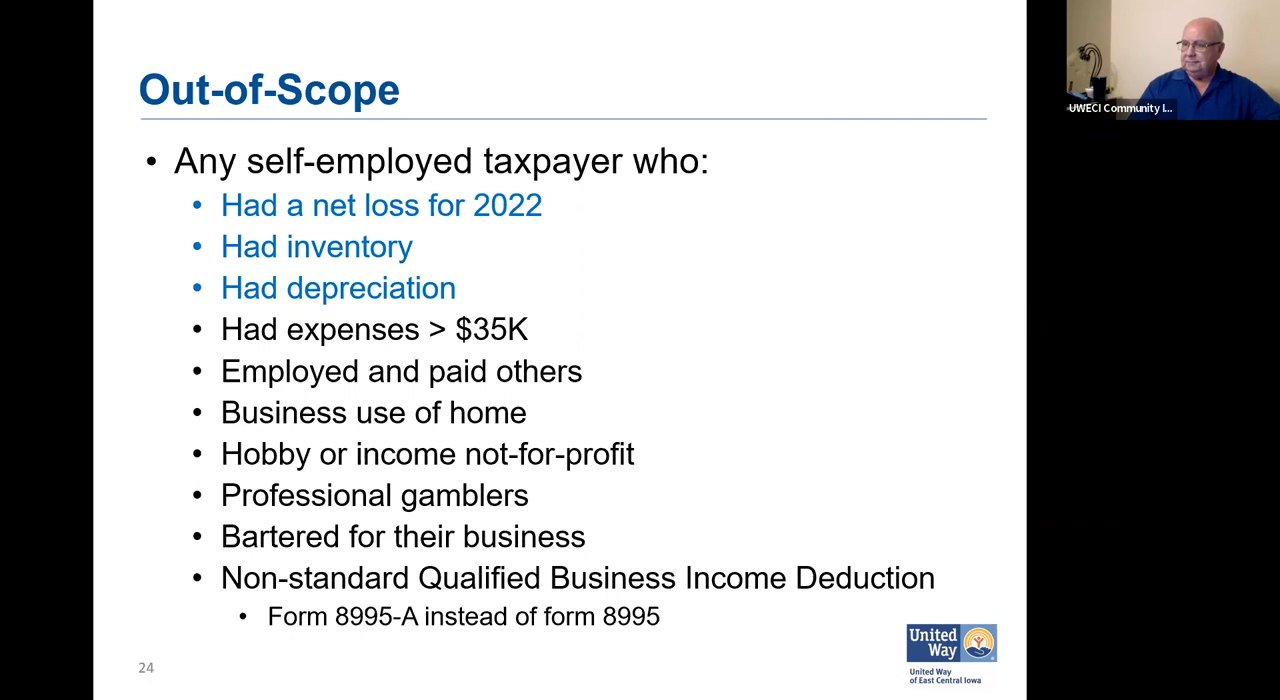 Out-of-Scope
• Any self-employed taxpayer who:
• Had a net loss for 2022
• Had inventory
• Had depreciation
• Had expenses > $35K
• Employed and paid others
• Business use of home
• Hobby or income not-for-profit
• Professional gamblers
• Bartered for their business
• Non-standard Qualified Business Income Deduction
• Form 8995-A instead of form 8995
24
United
Way
United Way
of East Central Iowa
UWECI Community I...